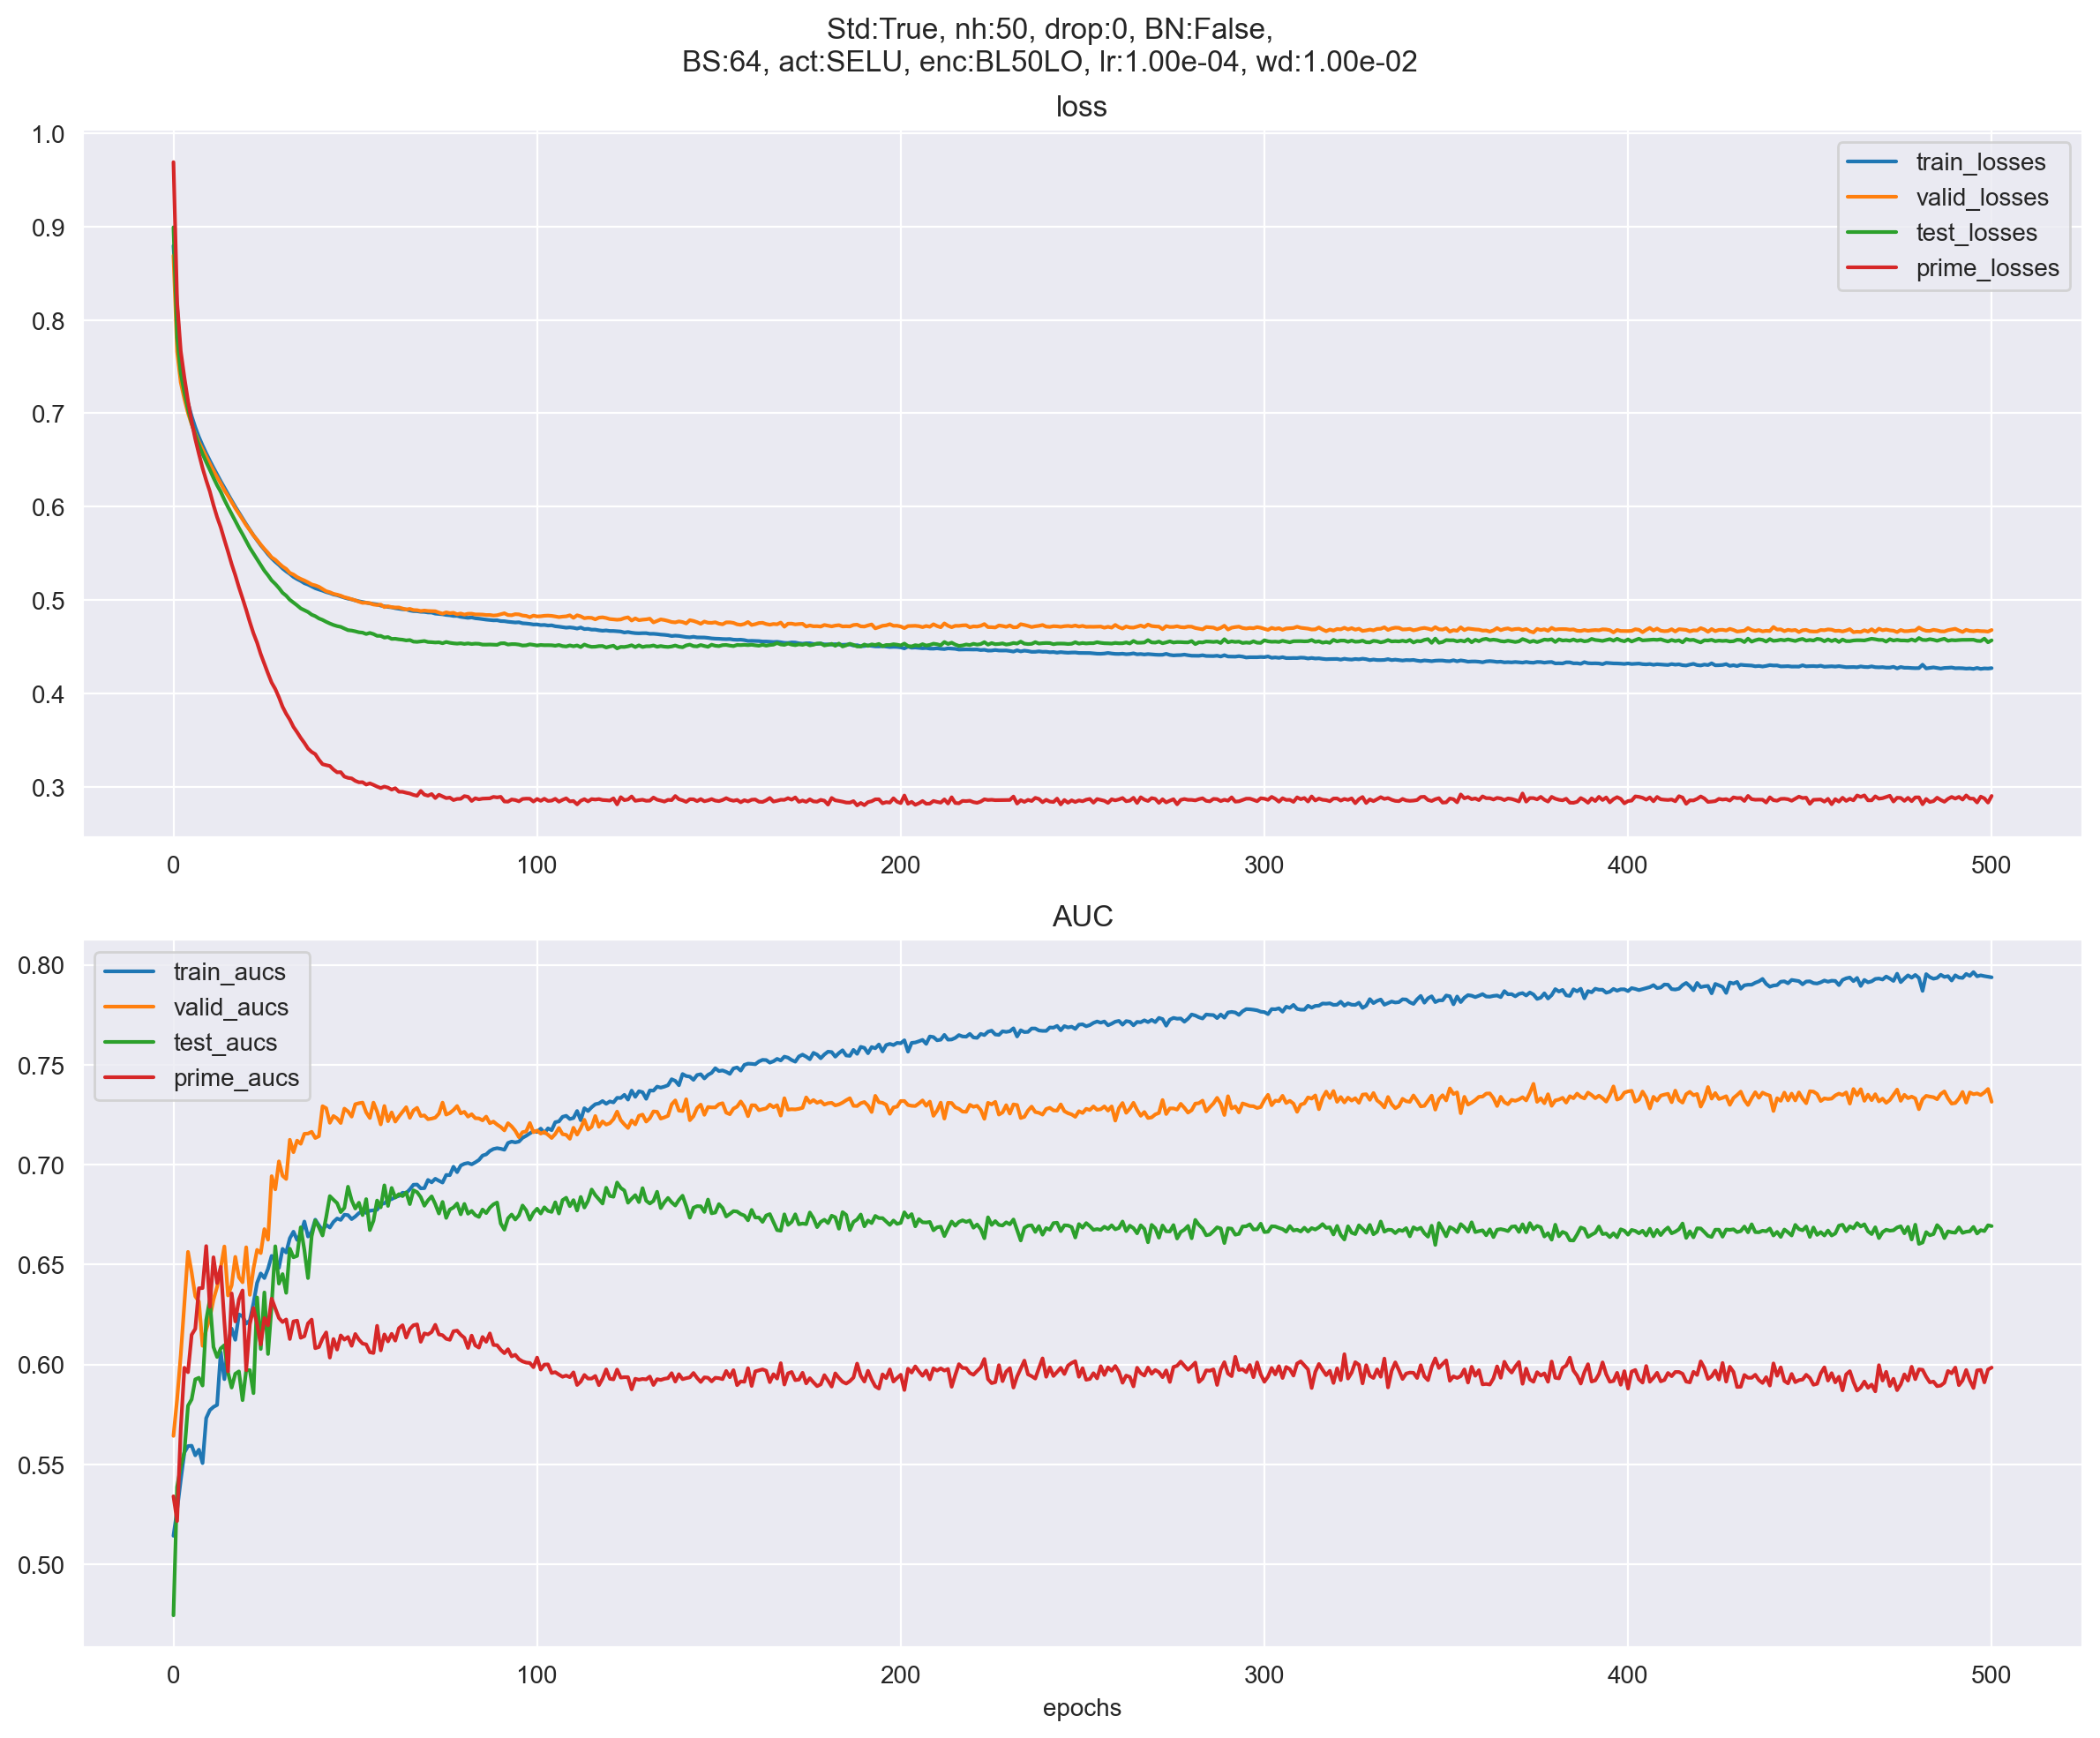 Std:True, nh:50, drop:0, BN:False,
BS:64, act:SELU, enc:BL50LO, lr:1.00e-04, wd:1.00e-02
loss
1.0
0.9
0.8
0.7
0.6
0.5
0.4
0.3
train_losses
valid_losses
test_losses
prime_losses
0 100 200 300 400 500
AUC
0.80
0.75
0.70
0.65
0.60
0.55
0.50
train_aucs
valid_aucs
test_aucs
prime_aucs
0 100 200 300 400 500
epochs